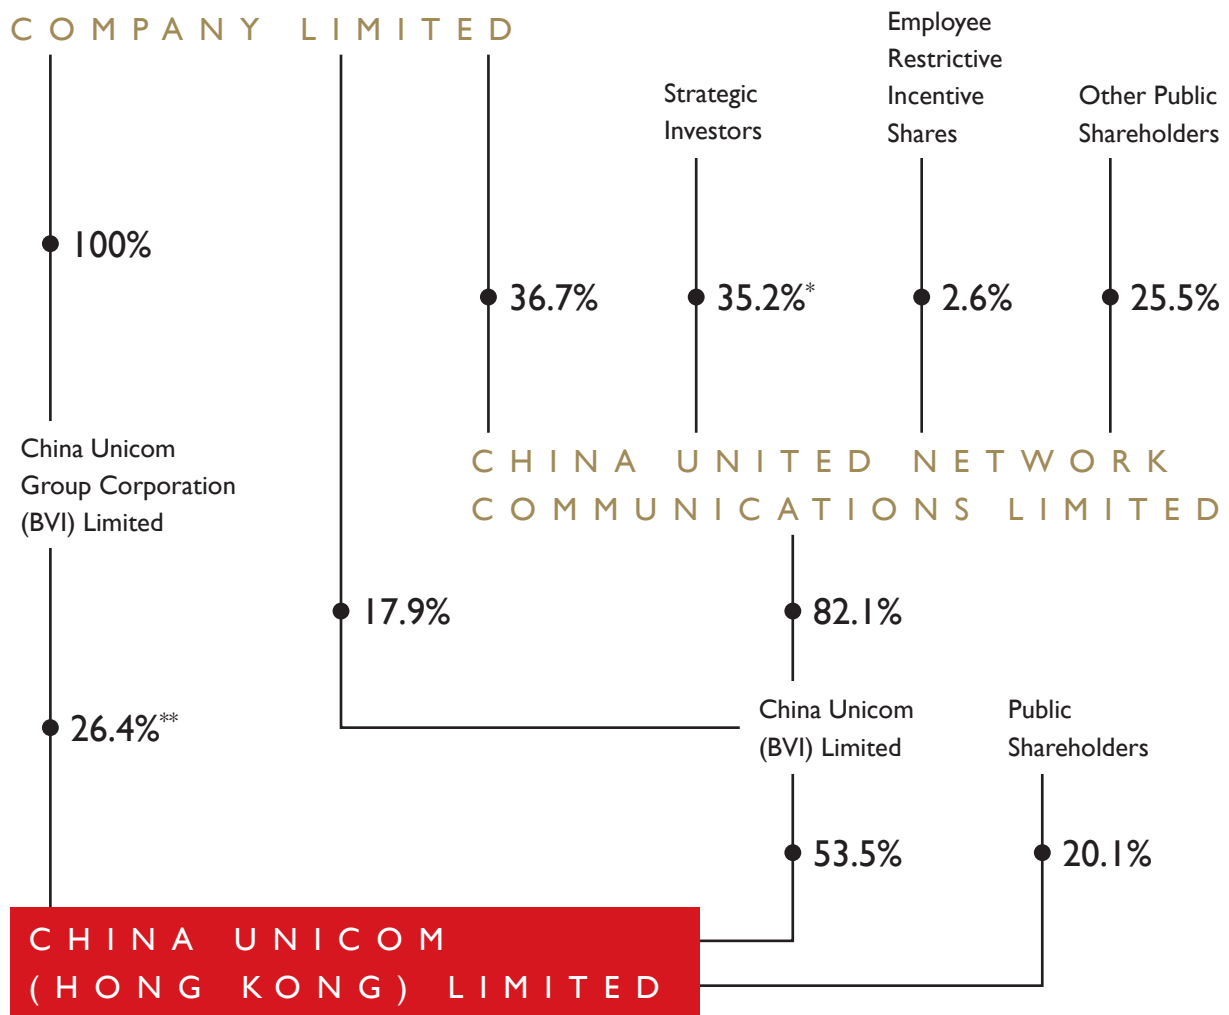 COMPANY LIMITED
Employee
Restrictive
Incentive
Shares
Strategic
Investors
Other Public
Shareholders
100%
36.7%
35.2%*
2.6%
25.5%
China Unicom
Group Corporation
(BVI) Limited
CHINA UNITED NETWORK
COMMUNICATIONS LIMITED
17.9%
82.1%
26.4%**
China Unicom
(BVI) Limited
Public
Shareholders
53.5%
20.1%
CHINA UNICOM
(HONG KONG) LIMITED